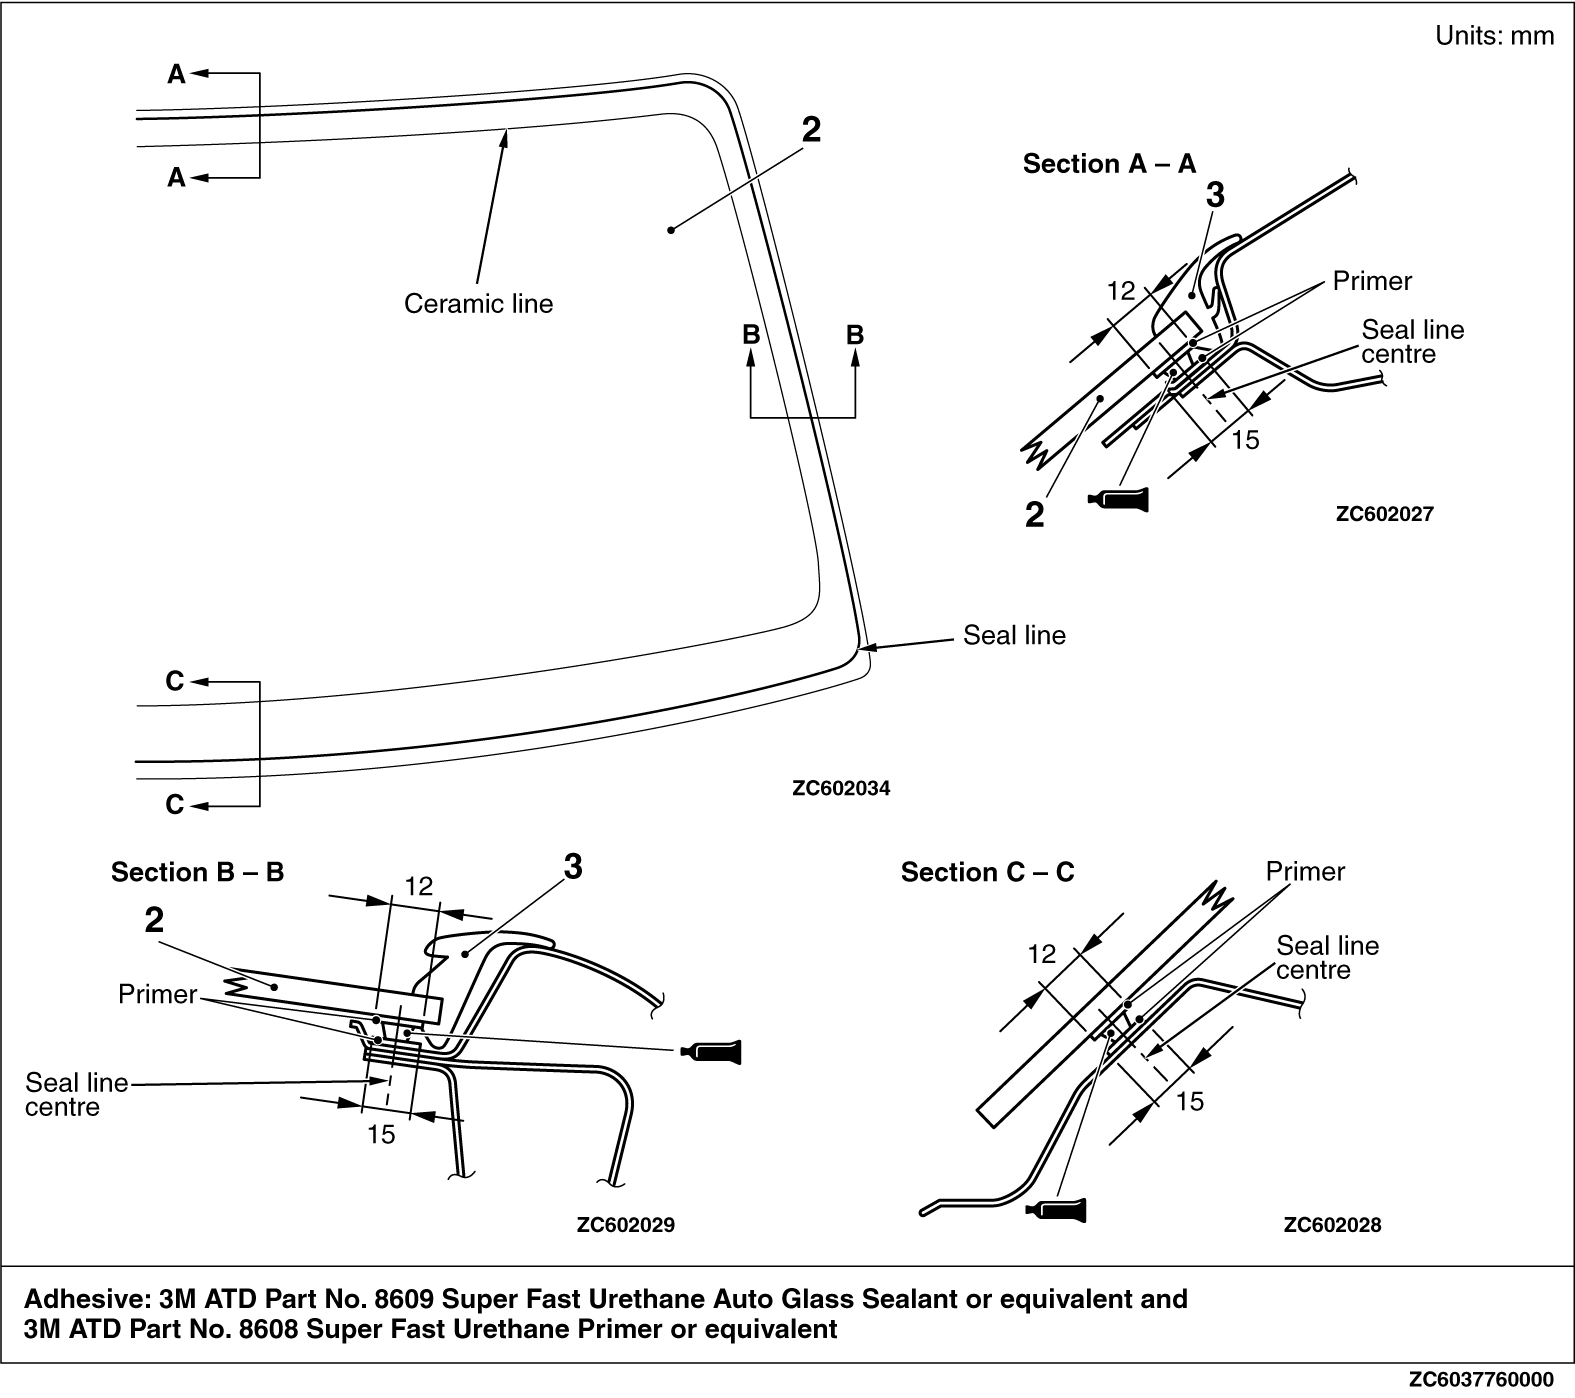 Units: mm
A
A
2
Ceramic line
B
B
Seal line
C
C
ZC602034
Section A – A
3
12
Primer
Seal line
centre
15
2
ZC602027
Section B – B
3
12
2
Primer
Seal line
centre
15
ZC602029
Section C – C
Primer
12
Seal line
centre
15
ZC602028
Adhesive: 3M ATD Part No. 8609 Super Fast Urethane Auto Glass Sealant or equivalent and
3M ATD Part No. 8608 Super Fast Urethane Primer or equivalent
ZC6037760000